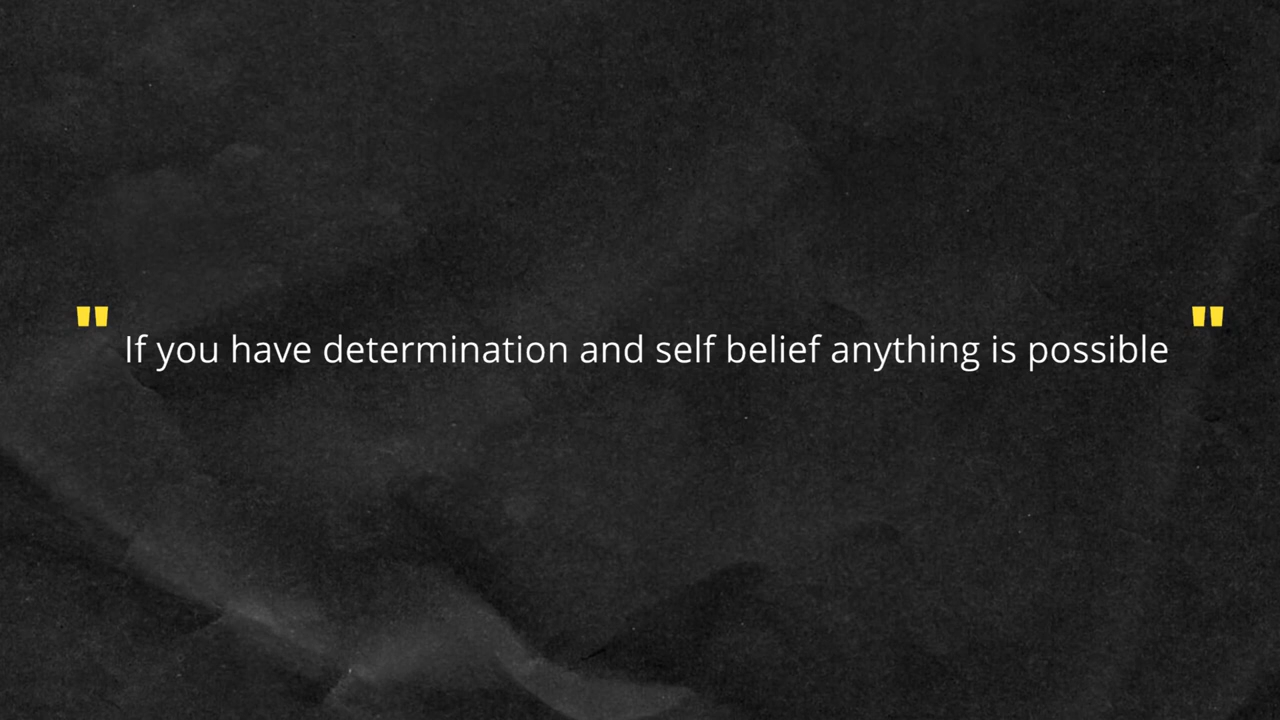 " If you have determination and self belief anything is possible "